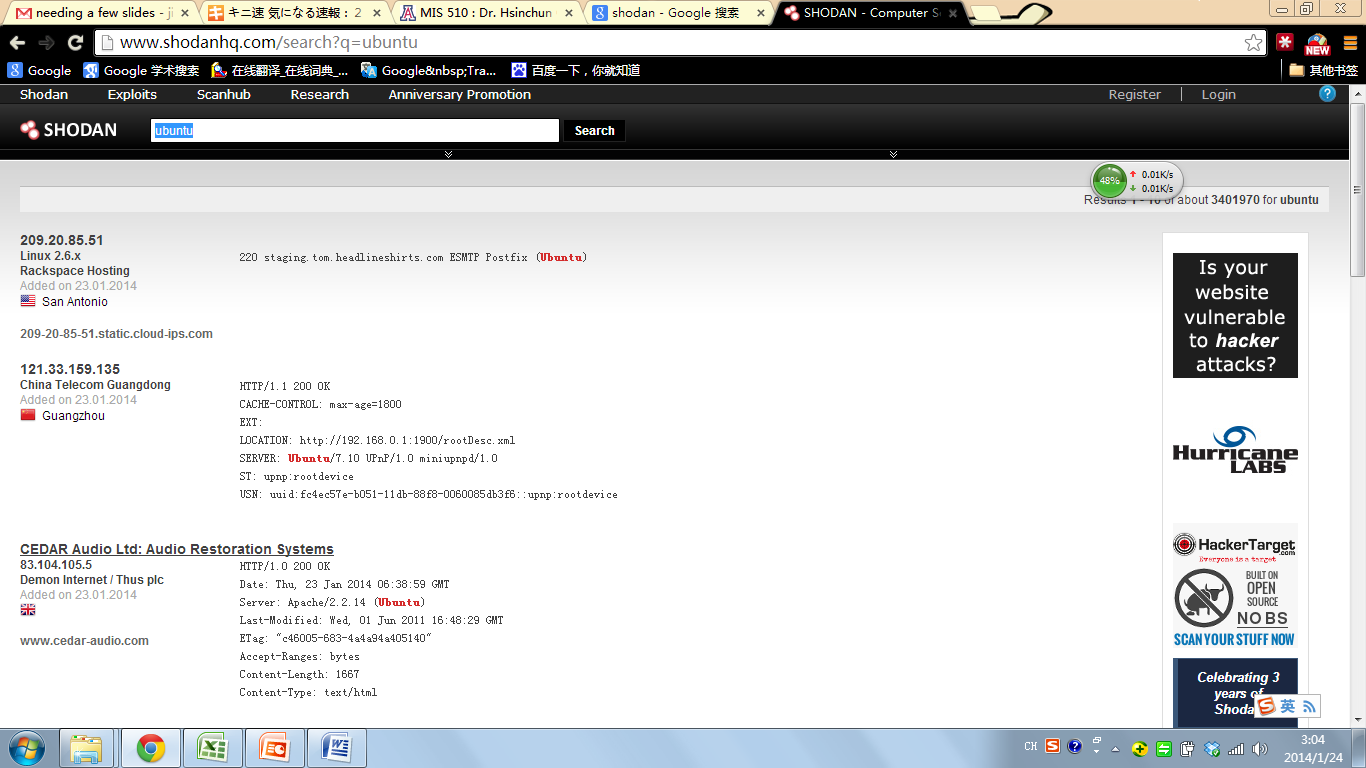 needing a few slides - ji
キニ速 気になる速報 : 2
MIS 510 : Dr. Hsinchun
shodan - Google 搜索
SHODAN - Computer Se
www.shodanhq.com/search?q=ubuntu
NEW
Google
Google 学术搜索
在线翻译_在线词典_...
Google&nbsp;Tra...
百度一下，你就知道
其他书签
Shodan Exploits Scanhub Research Anniversary Promotion Register Login
SHODAN ubuntu Search
48% 0.01K/s
0.01K/s
Results 1 - 10 of about 3401970 for ubuntu
209.20.85.51
Linux 2.6.x
Rackspace Hosting
Added on 23.01.2014
San Antonio
209-20-85-51.static.cloud-ips.com
220 staging.tom.headlineshirts.com ESMTP Postfix (Ubuntu)
121.33.159.135
China Telecom Guangdong
Added on 23.01.2014
Guangzhou
HTTP/1.1 200 OK
CACHE-CONTROL: max-age=1800
EXT:
LOCATION: http://192.168.0.1:1900/rootDesc.xml
SERVER: Ubuntu/7.10 UPnP/1.0 miniupnpd/1.0
ST: upnp:rootdevice
USN: uuid:fc4ec57e-b051-11db-88f8-0060085db3f6::upnp:rootdevice
CEDAR Audio Ltd: Audio Restoration Systems
83.104.105.5
Demon Internet / Thus plc
Added on 23.01.2014
www.cedar-audio.com
HTTP/1.0 200 OK
Date: Thu, 23 Jan 2014 06:38:59 GMT
Server: Apache/2.2.14 (Ubuntu)
Last-Modified: Wed, 01 Jun 2011 16:48:29 GMT
ETag: "c46005-683-4a4a94a405140"
Accept-Ranges: bytes
Content-Length: 1667
Content-Type: text/html
Is your
website
vulnerable
to hacker
attacks?
Hurricane
LABS
HackerTarget.com
Everyone is a target
BUILT ON
OPEN
SOURCE
NO BS
SCAN YOUR STUFF NOW
Celebrating 3
years of
Shodan
英
CH
3:04
2014/1/24